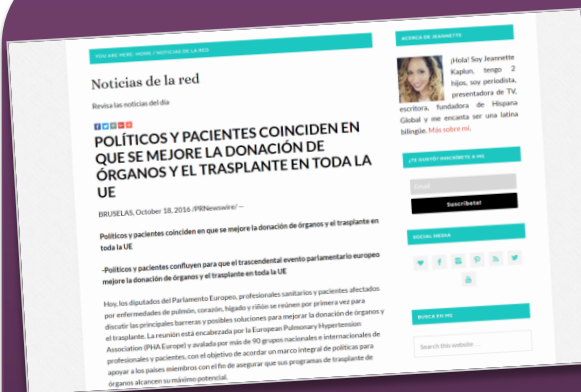 YOU ARE HERE: HOME / NOTICIAS DE LA RED
Noticias de la red
Revisa las noticias del día
POLÍTICOS Y PACIENTES COINCIDEN EN
QUE SE MEJORE LA DONACIÓN DE
ÓRGANOS Y EL TRASPLANTE EN TODA LA
UE
BRUSELAS, October 18, 2016 /PRNewswire/ —
Políticos y pacientes coinciden en que se mejore la donación de órganos y el trasplante en
toda la UE
-Políticos y pacientes confluyen para que el trascendental evento parlamentario europeo
mejore la donación de órganos y el trasplante en toda la UE
Hoy, los diputados del Parlamento Europeo, profesionales sanitarios y pacientes afectados
por enfermedades de pulmón, corazón, hígado y riñón se reúnen por primera vez para
discutir las principales barreras y posibles soluciones para mejorar la donación de órganos y
el trasplante. La reunión está encabezada por la European Pulmonary Hypertension
Association (PHA Europe) y avalada por más de 90 grupos nacionales e internacionales de
profesionales y pacientes, con el objetivo de acordar un marco integral de políticas para
apoyar a los países miembros con el fin de asegurar que sus programas de trasplante de
órganos alcancen su máximo potencial.
ACERCA DE JEANNETTE
¡Hola! Soy Jeannette
Kaplun, tengo 2
hijos, soy periodista,
presentadora de TV,
escritora, fundadora de Hispana
Global y me encanta ser una latina
bilingüe. Más sobre mí.
¿TE GUSTÓ? INSCRÍBETE A MG
Email
Suscríbete!
SOCIAL MEDIA
BUSCA EN HG
Search this website ...